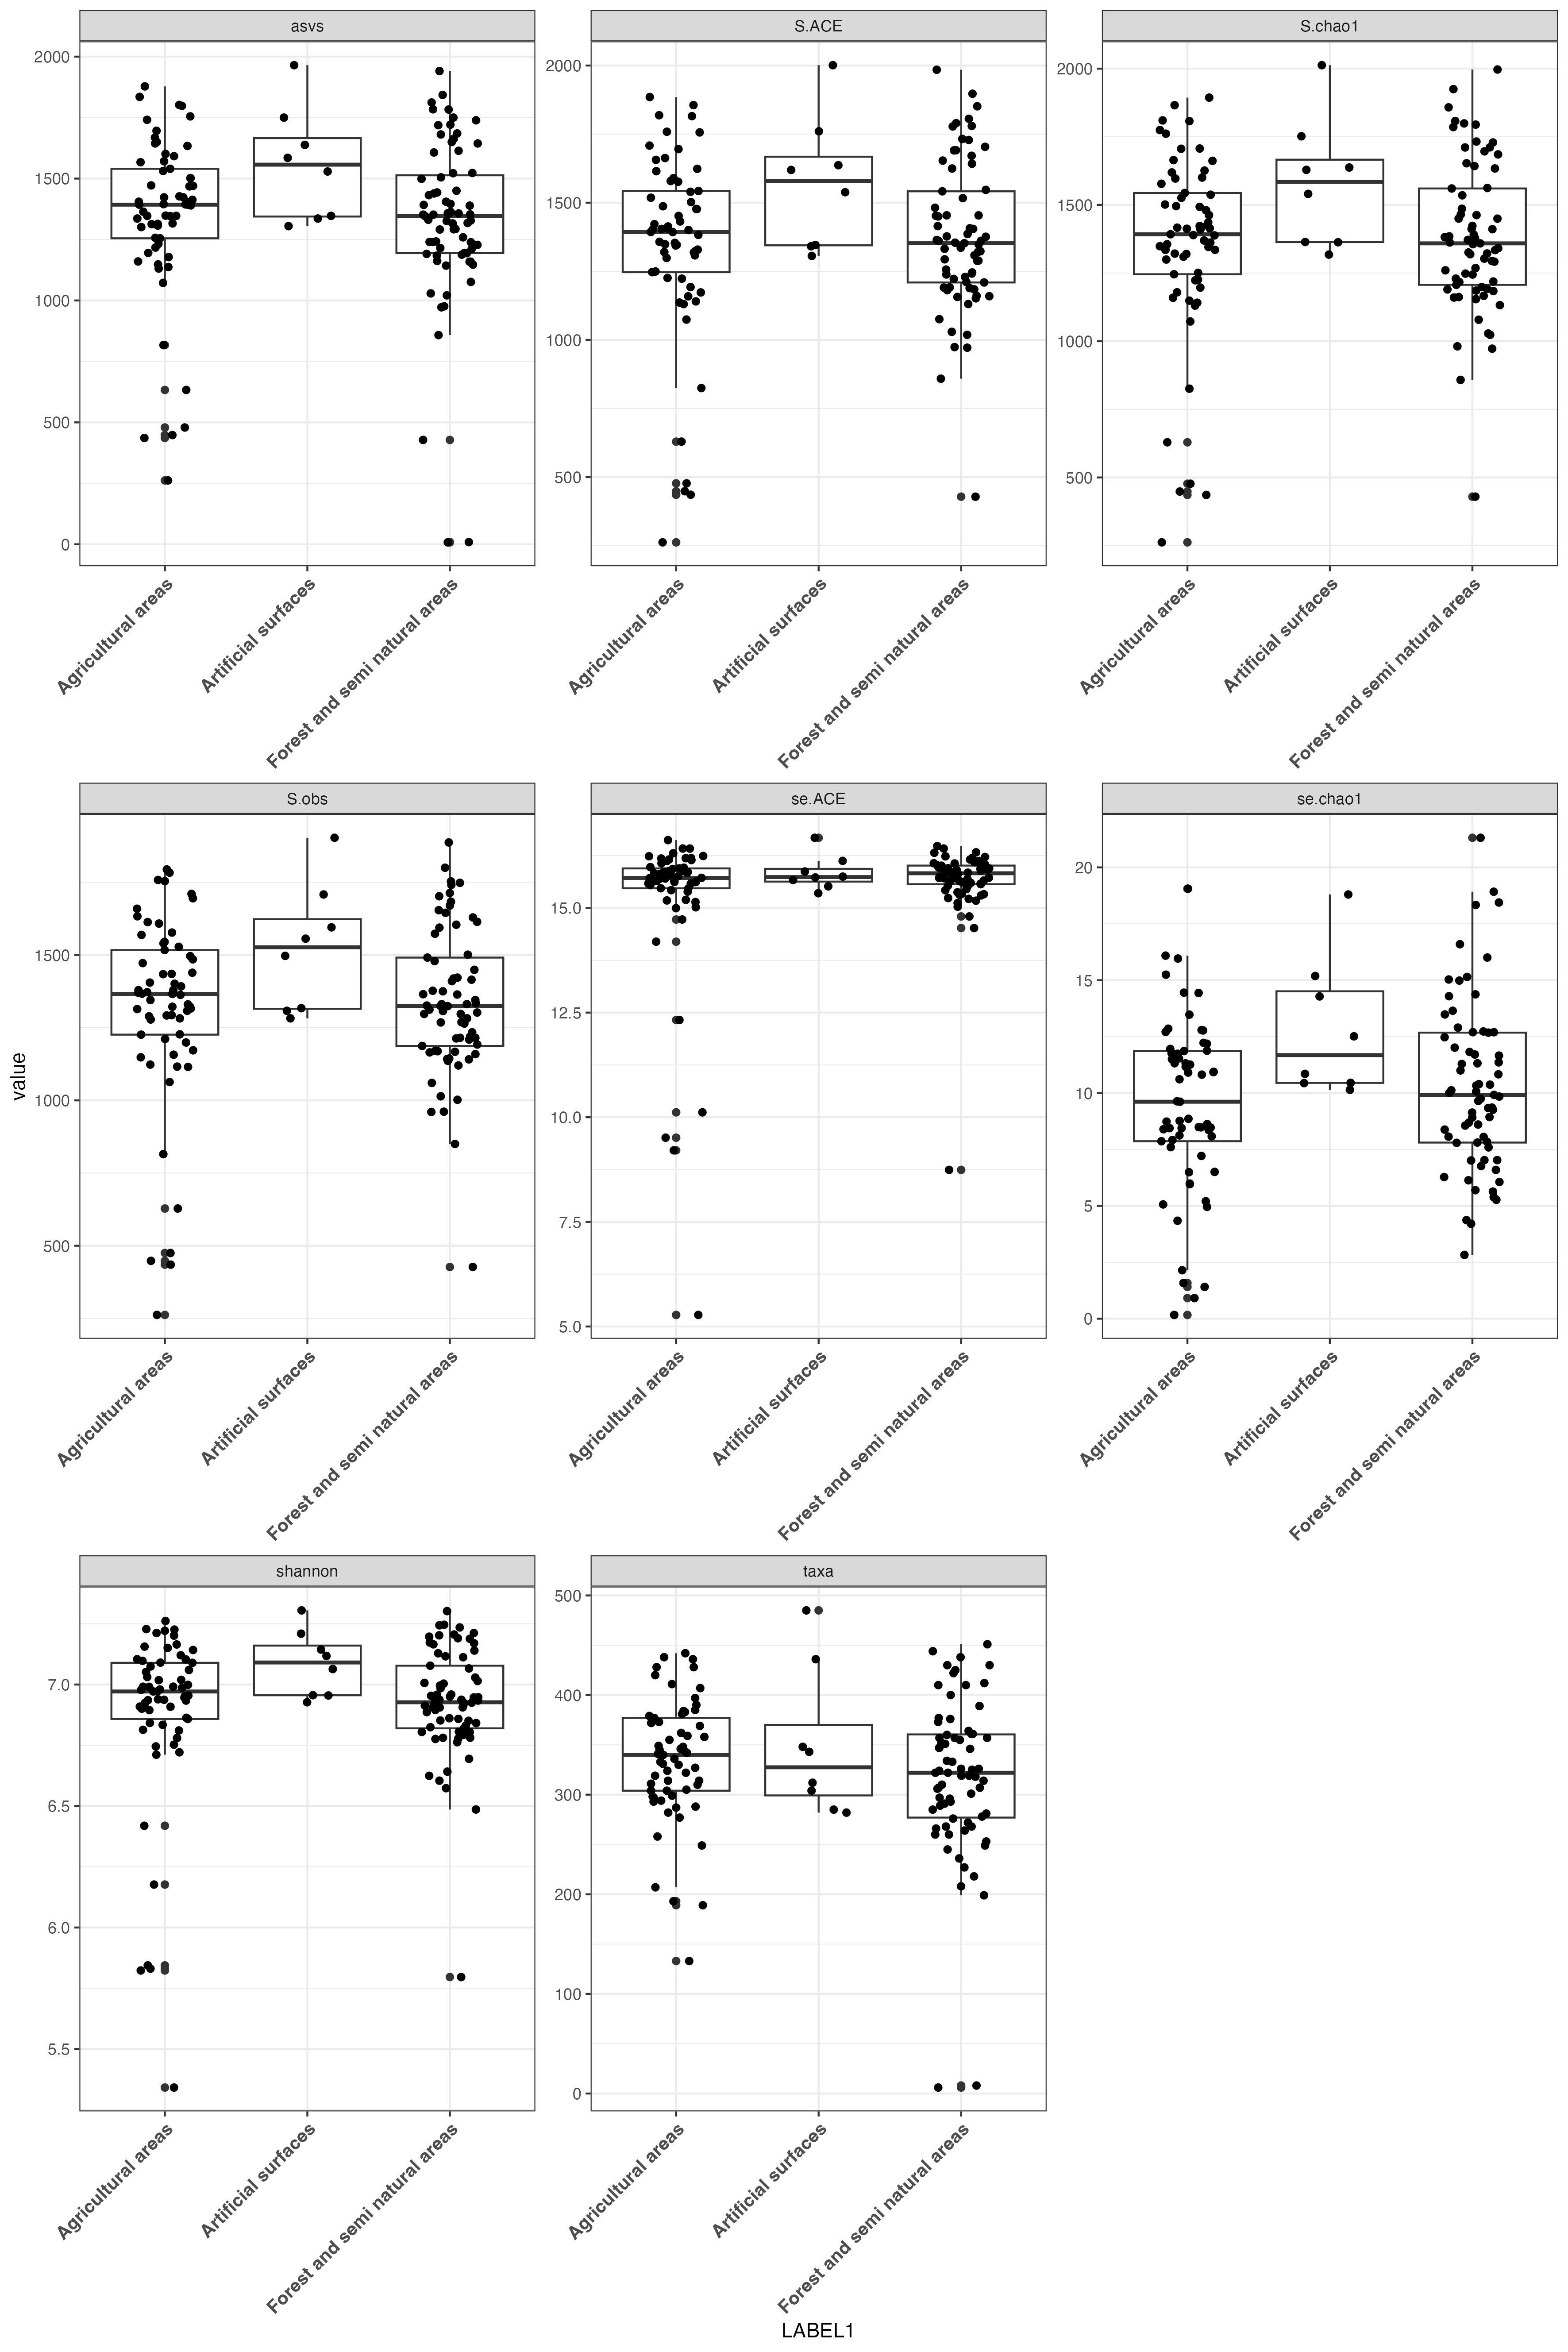 asvs
S.ACE
S.chao1
2000
1500
1000
500
0
2000
1500
1000
500
2000
1500
1000
500
Agricultural areas
Artificial surfaces
Forest and semi natural areas
Agricultural areas
Artificial surfaces
Forest and semi natural areas
Agricultural areas
Artificial surfaces
Forest and semi natural areas
value
S.obs
se.ACE
se.chao1
1500
1000
500
15.0
12.5
10.0
7.5
5.0
20
15
10
5
0
Agricultural areas
Artificial surfaces
Forest and semi natural areas
Agricultural areas
Artificial surfaces
Forest and semi natural areas
Agricultural areas
Artificial surfaces
Forest and semi natural areas
shannon
taxa
7.0
6.5
6.0
5.5
500
400
300
200
100
0
Agricultural areas
Artificial surfaces
Forest and semi natural areas
Agricultural areas
Artificial surfaces
Forest and semi natural areas
LABEL1